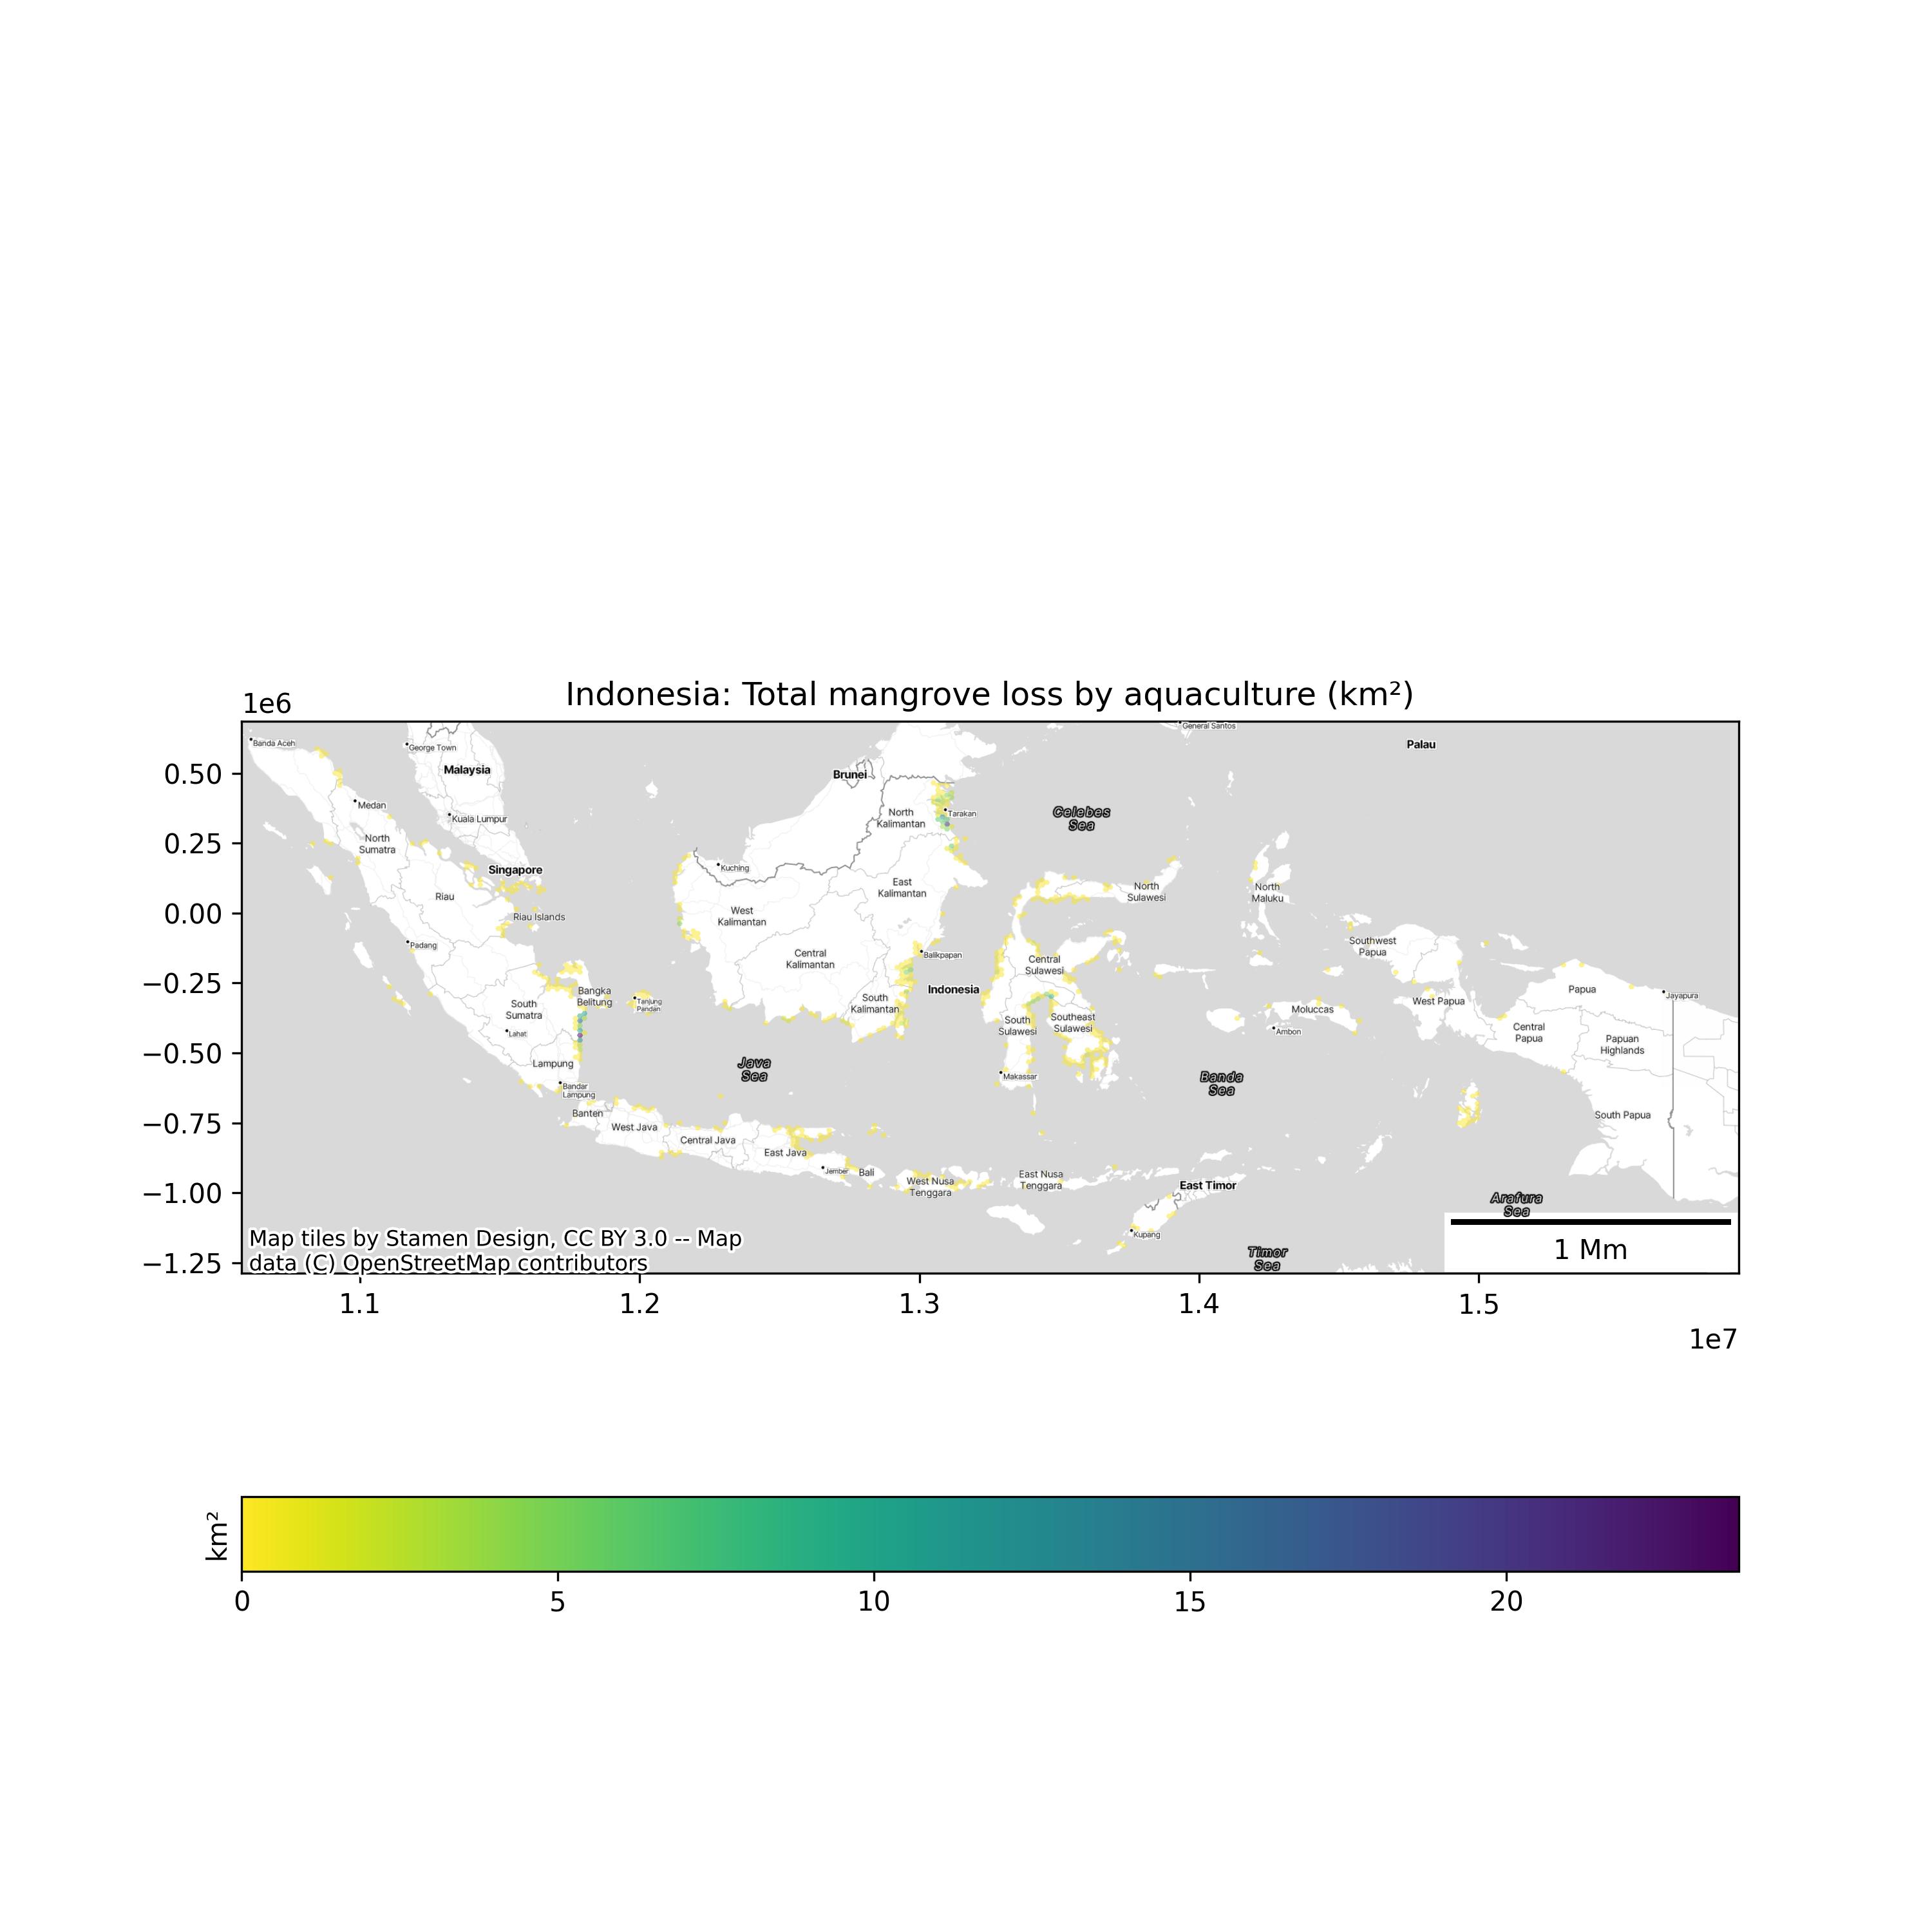 Indonesia: Total mangrove loss by aquaculture (km²)
1e6
0.50
0.25
0.00
−0.25
−0.50
−0.75
−1.00
−1.25
General Santos
Banda Aceh
George Town
Palau
Malaysia
Brunei
Medan
Kuala Lumpur
North
Kalimantan
Tarakan
Celebes
Sea
North
Sumatra
Singapore
Kuching
Riau
Riau Islands
West
Kalimantan
East
Kalimantan
North
Sulawesi
North
Maluku
Padang
Central
Kalimantan
Balikpapan
Central
Sulawesi
Southwest
Papua
Bangka
Belitung
Tanjung
Pandan
South
Sumatra
Lahat
South
Kalimantan
Indonesia
South
Sulawesi
Southeast
Sulawesi
Moluccas
Ambon
West Papua
Papua
Jayapura
Central
Papua
Papuan
Highlands
Lampung
Bandar
Lampung
Java
Sea
Makassar
Banda
Sea
South Papua
Banten
West Java
Central Java
East Java
Jember
Bali
West Nusa
Tenggara
East Nusa
Tenggara
East Timor
Kupang
Arafura
Sea
Timor
Sea
Map tiles by Stamen Design, CC BY 3.0 -- Map
data (C) OpenStreetMap contributors
1 Mm
1.1 1.2 1.3 1.4 1.5
1e7
km²
0 5 10 15 20